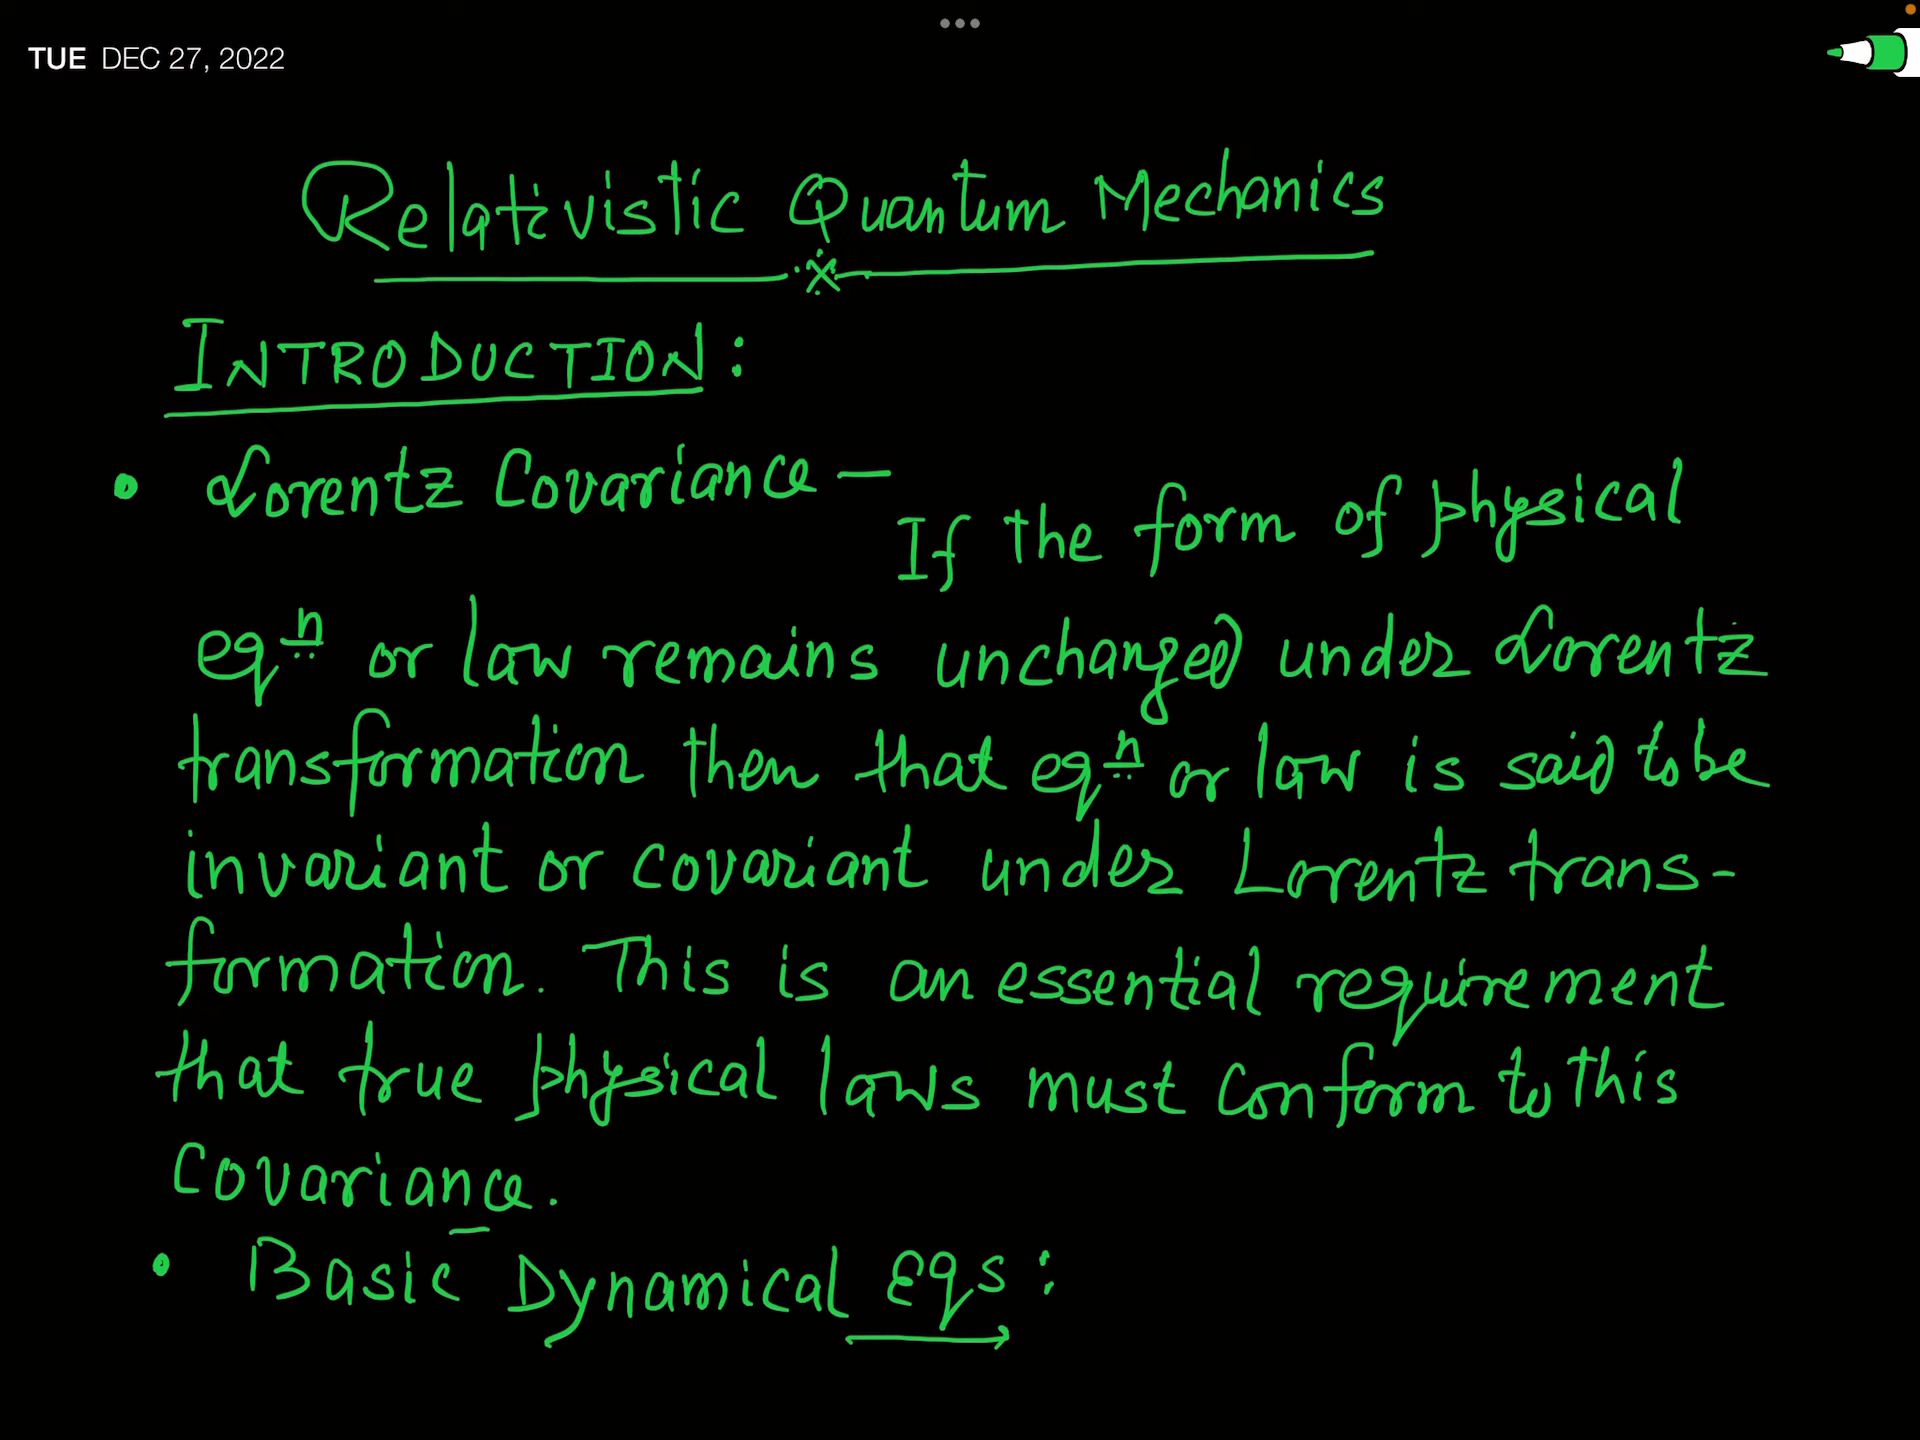 TUE DEC 27, 2022
Relativistic Quantum Mechanics
INTRODUCTION:
• Lorentz Covariance — If the form of physical
eqⁿ or law remains unchanged under Lorentz
transformation then that eqⁿ or law is said to be
invariant or covariant under Lorentz trans-
formation. This is an essential requirement
that true physical laws must conform to this
Covariance.
• Basic Dynamical Eqs: